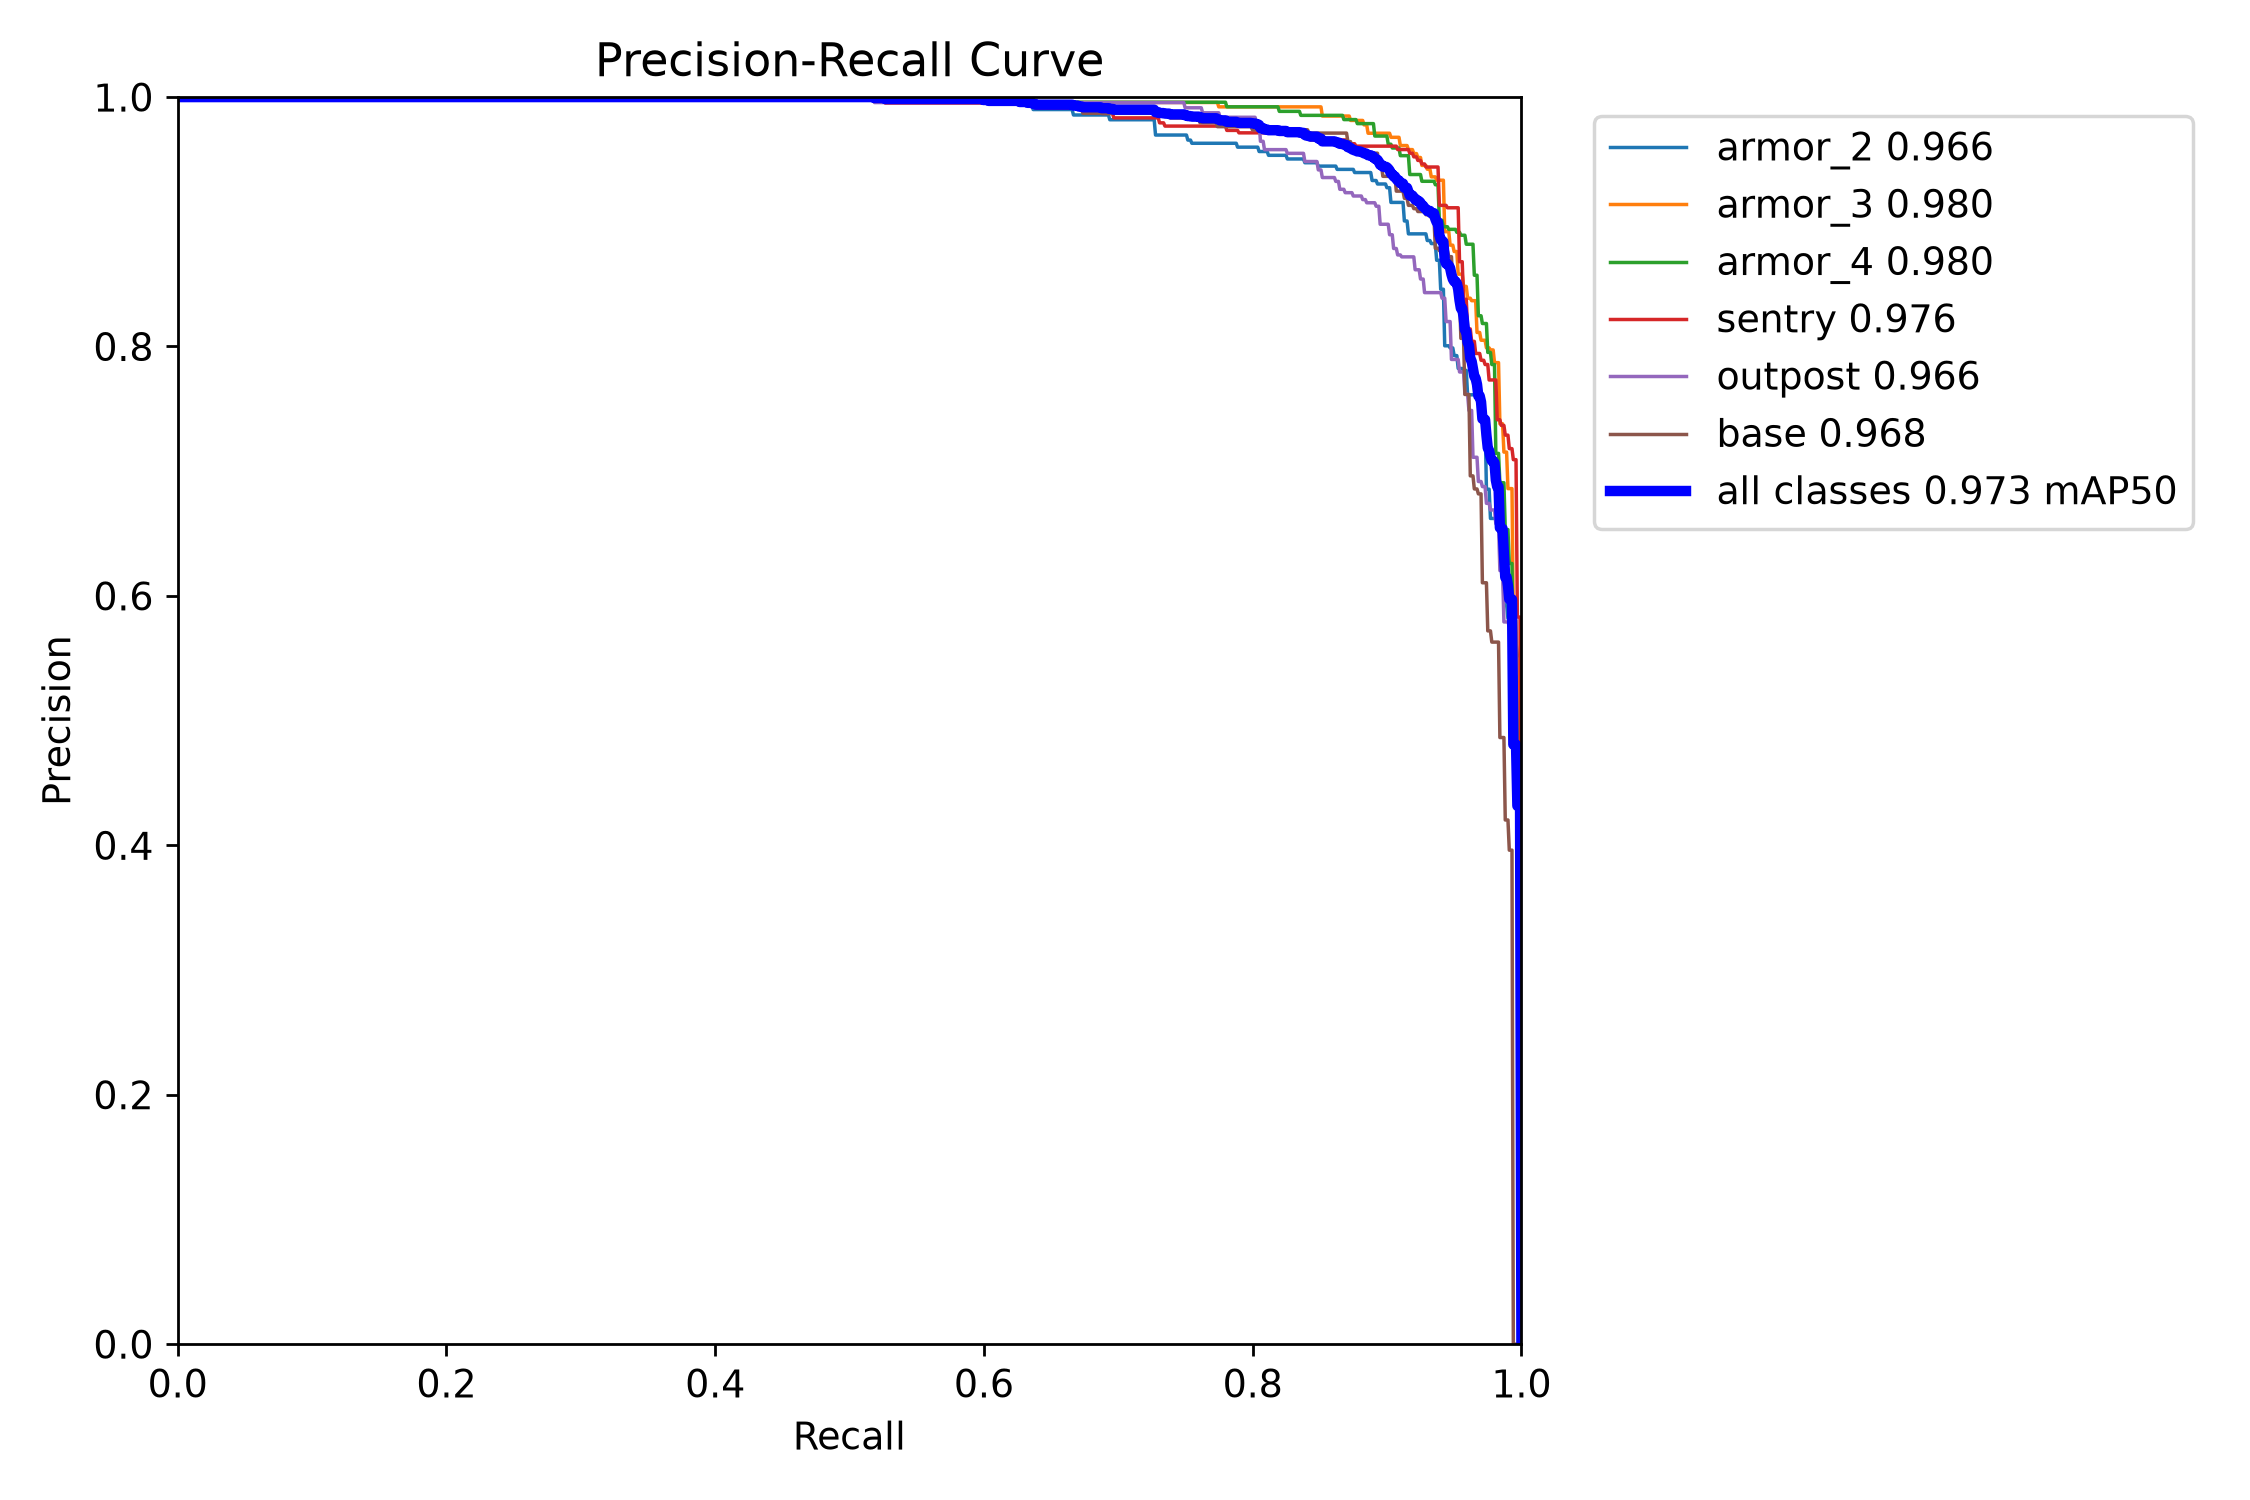 Precision-Recall Curve
1.0
0.8
0.6
0.4
0.2
0.0
Precision
0.0 0.2 0.4 0.6 0.8 1.0
Recall
armor_2 0.966
armor_3 0.980
armor_4 0.980
sentry 0.976
outpost 0.966
base 0.968
all classes 0.973 mAP50